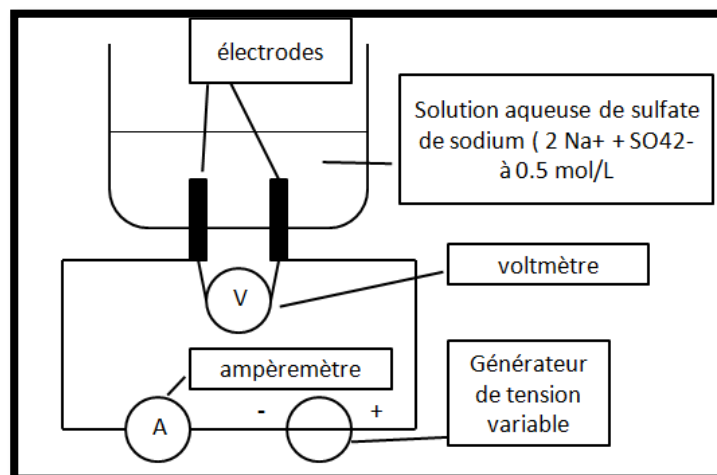 électrodes
Solution aqueuse de sulfate
de sodium ( 2 Na+ + SO42-
à 0.5 mol/L
voltmètre
V
ampèremètre
Générateur
de tension
variable
A
-
+